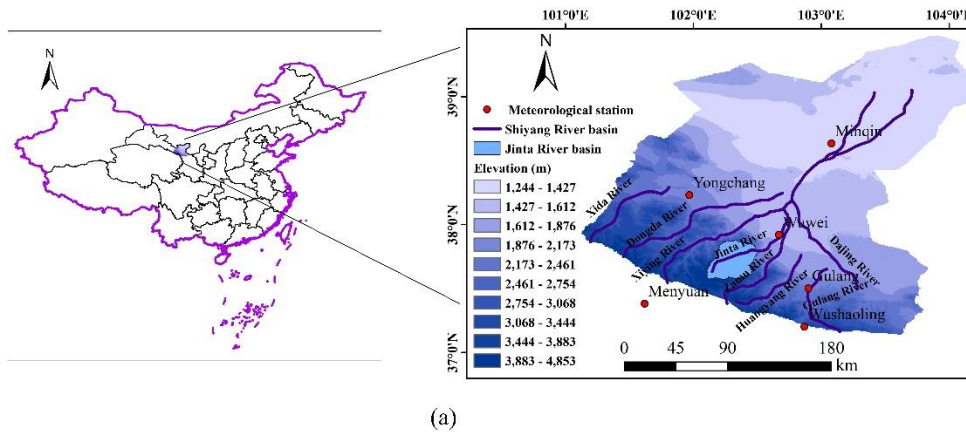 N
101°0'E
102°0'E
103°0'E
104°0'E
39°0'N
38°0'N
37°0'N
N
Meteorological station
Shiyang River basin
Jinta River basin
Elevation (m)
1,244 - 1,427
1,427 - 1,612
1,612 - 1,876
1,876 - 2,173
2,173 - 2,461
2,461 - 2,754
2,754 - 3,068
3,068 - 3,444
3,444 - 3,883
3,883 - 4,853
Minqin
Yongchang
Xida River
Dongda River
Wuwei
Xiying River
Jinta River
Zamu River
Dajing River
Huangyang River
Gulang
Gulang River
Menyuan
Wushaoling
0 45 90 180
km
(a)